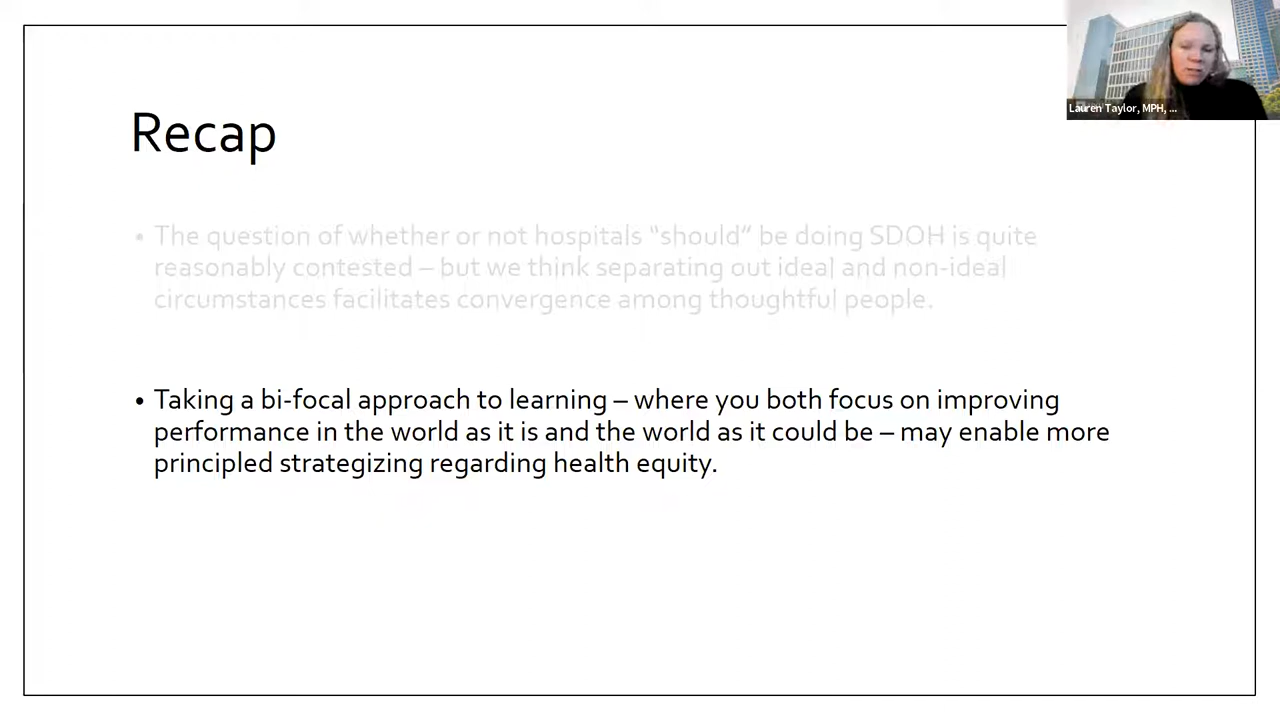 Lauren Taylor, MPH, ...
Recap
• The question of whether or not hospitals “should” be doing SDOH is quite
reasonably contested – but we think separating out ideal and non-ideal
circumstances facilitates convergence among thoughtful people.
• Taking a bi-focal approach to learning – where you both focus on improving
performance in the world as it is and the world as it could be – may enable more
principled strategizing regarding health equity.